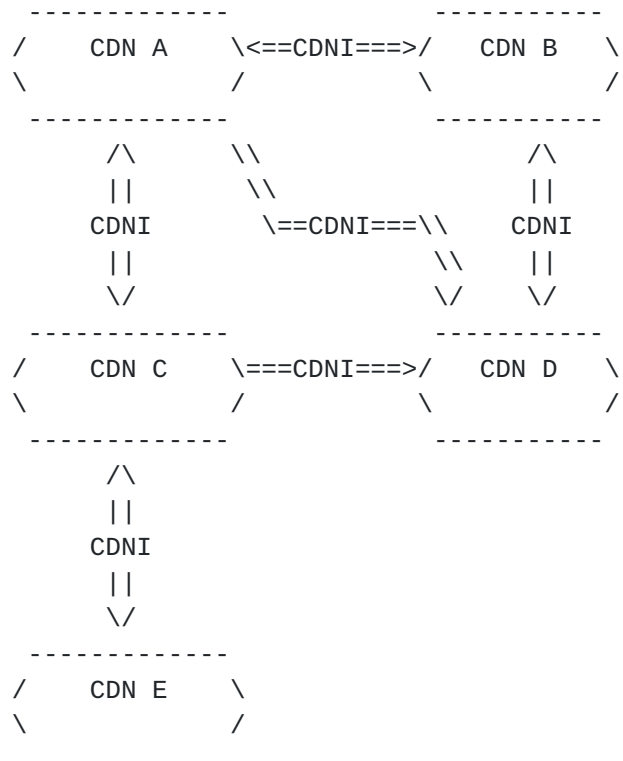 -------------             -----------
/    CDN A    \<==CDNI===>/   CDN B   \
\             /           \           /
 -------------             -----------
      /\      \\                 /\
      ||       \\                ||
     CDNI       \==CDNI===\\    CDNI
      ||                   \\    ||
      \/                   \/    \/
 -------------             -----------
/    CDN C    \===CDNI===>/   CDN D   \
\             /           \           /
 -------------             -----------
      /\
      ||
     CDNI
      ||
      \/
 -------------
/    CDN E    \
\             /